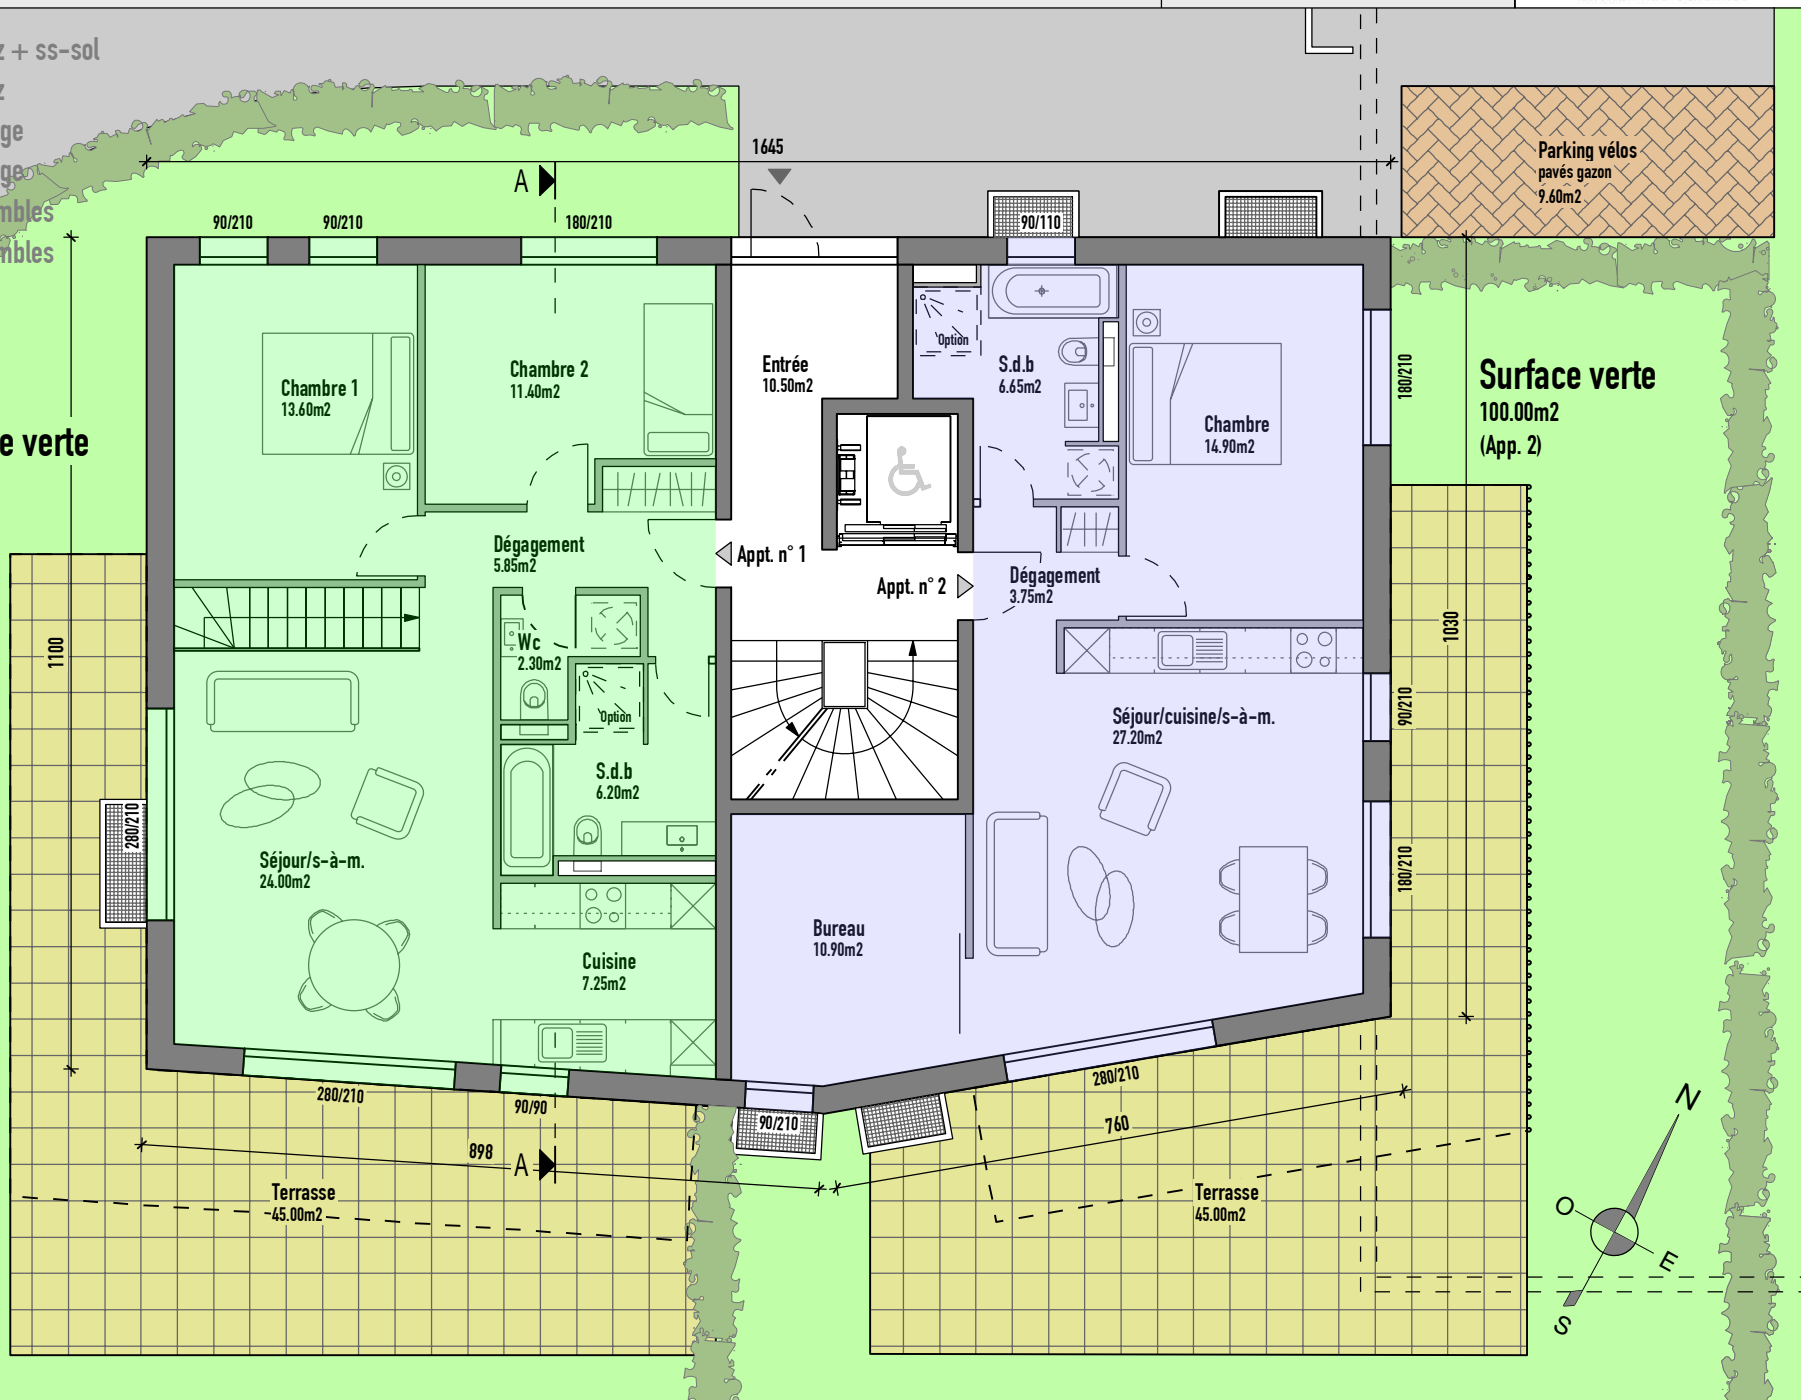 z + ss-sol
z
ge
ge
mbles
mbles
1645
A
Parking vélos
pavés gazon
9.60m2
90/210
90/210
180/210
90/110
Entrée
10.50m2
Option
S.d.b
6.65m2
Chambre 1
13.60m2
Chambre 2
11.40m2
Chambre
14.90m2
180/210
Surface verte
100.00m2
(App. 2)
e verte
Dégagement
5.85m2
Appt. n° 1
Appt. n° 2
Dégagement
3.75m2
1100
1030
Wc
2.30m2
Option
S.d.b
6.20m2
Séjour/cuisine/s-à-m.
27.20m2
90/210
280/210
Séjour/s-à-m.
24.00m2
180/210
Bureau
10.90m2
Cuisine
7.25m2
280/210
90/90
90/210
280/210
898
A
760
Terrasse
45.00m2
Terrasse
45.00m2
N
O
E
S